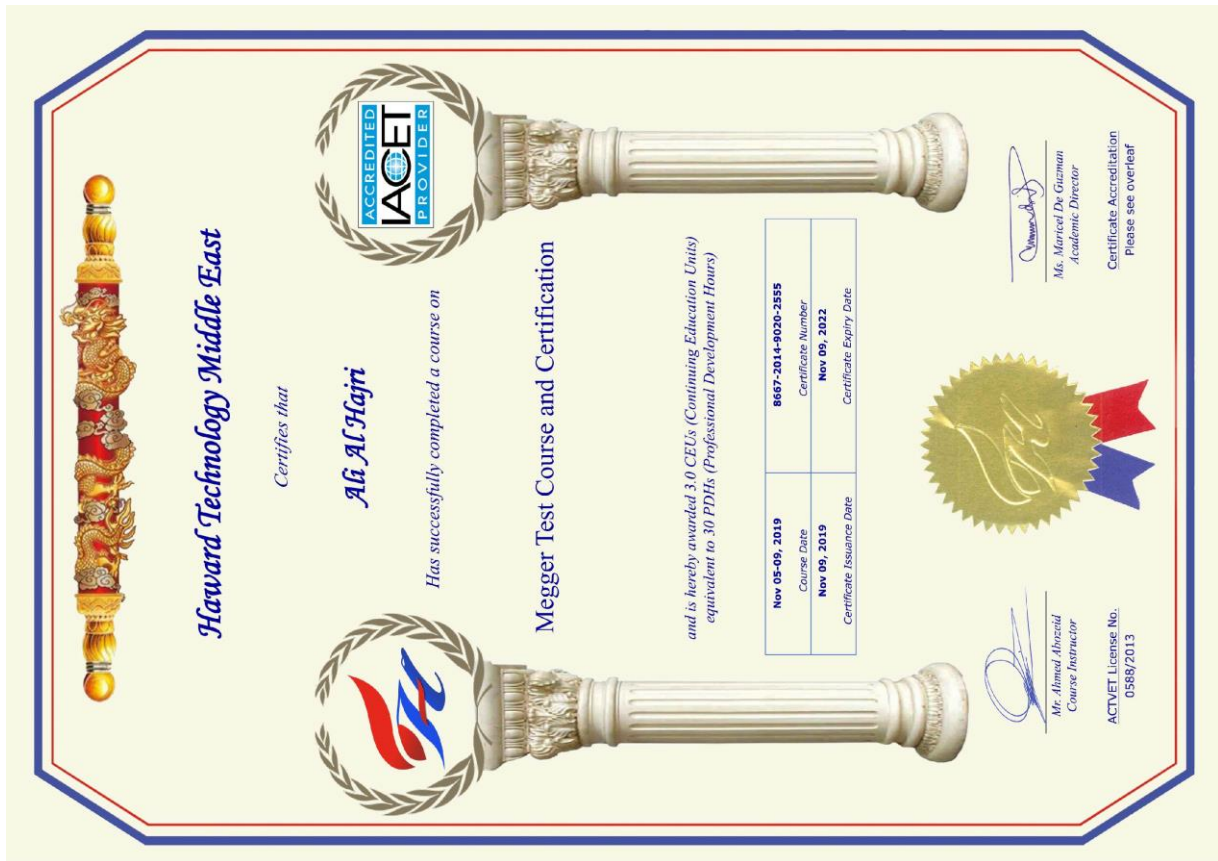 ACCREDITED
IACET
PROVIDER
Haward Technology Middle East
Certifies that
Ali Al Hajri
Has successfully completed a course on
Megger Test Course and Certification
and is hereby awarded 3.0 CEUs (Continuing Education Units)
equivalent to 30 PDHs (Professional Development Hours)
Nov 05-09, 2019
8667-2014-9020-2555
Course Date
Certificate Number
Nov 09, 2019
Nov 09, 2022
Certificate Issuance Date
Certificate Expiry Date
Mr. Ahmed Abozeid
Course Instructor
ACTVET License No.
0588/2013
Ms. Maricel De Guzman
Academic Director
Certificate Accreditation
Please see overleaf